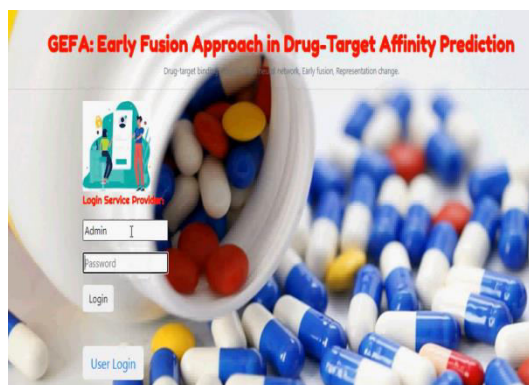 GEFA: Early Fusion Approach in Drug-Target Affinity Prediction
Drug-target network, Early fusion, Representation change.
Login Service Provider
Admin
Password
Login
User Login